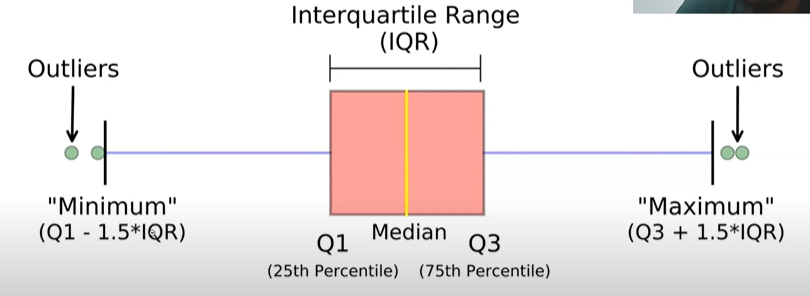 Interquartile Range
(IQR)
Outliers
Outliers
"Minimum"
(Q1 - 1.5*IQR)
"Maximum"
(Q3 + 1.5*IQR)
Q1
Median
Q3
(25th Percentile)
(75th Percentile)